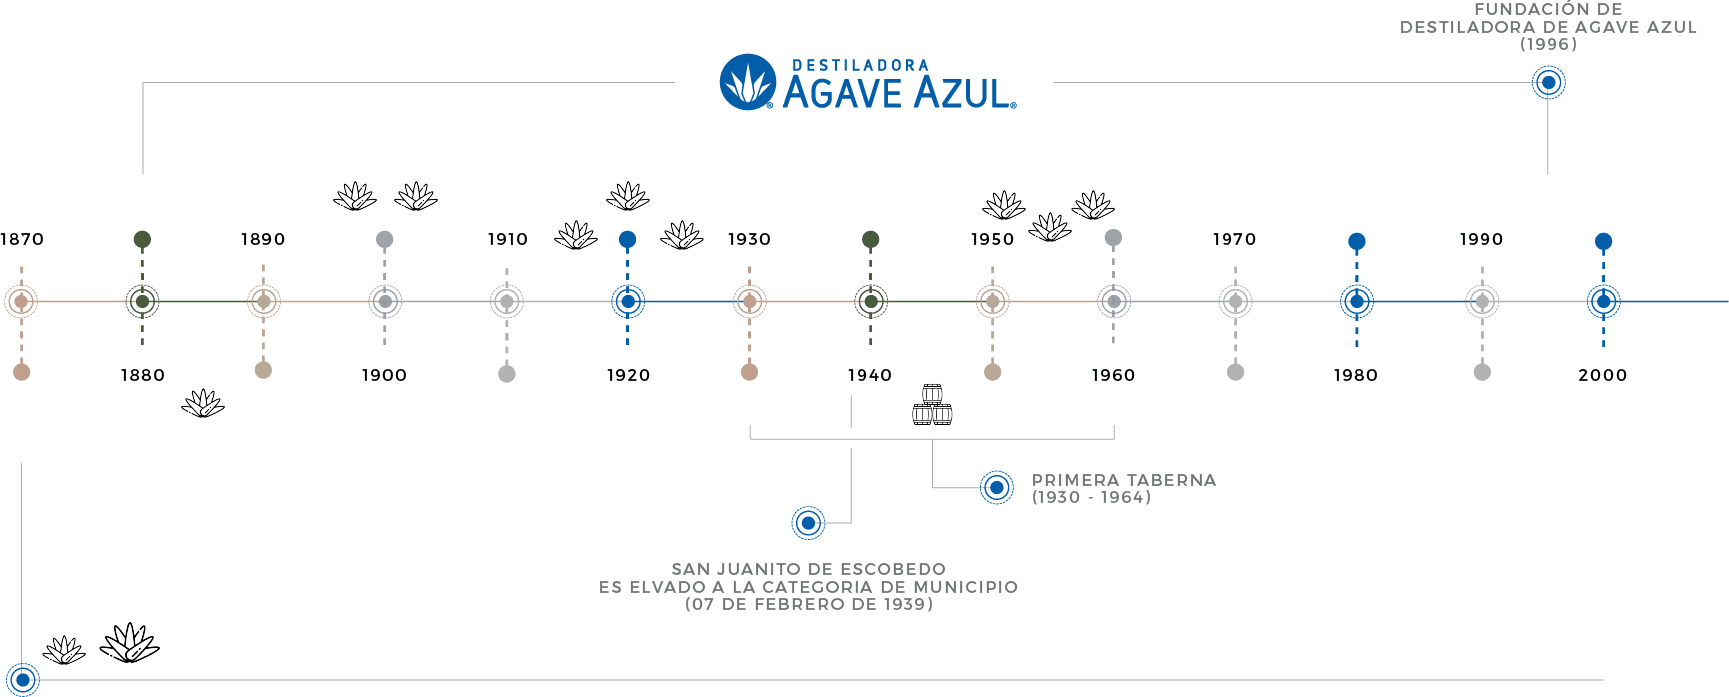 FUNDACIÓN DE
DESTILADORA DE AGAVE AZUL
(1996)
DESTILADORA
AGAVE AZUL®
1870
1890
1910
1930
1950
1970
1990
1880
1900
1920
1940
1960
1980
2000
PRIMERA TABERNA
(1930 - 1964)
SAN JUANITO DE ESCOBEDO
ES ELVADO A LA CATEGORIA DE MUNICIPIO
(07 DE FEBRERO DE 1939)